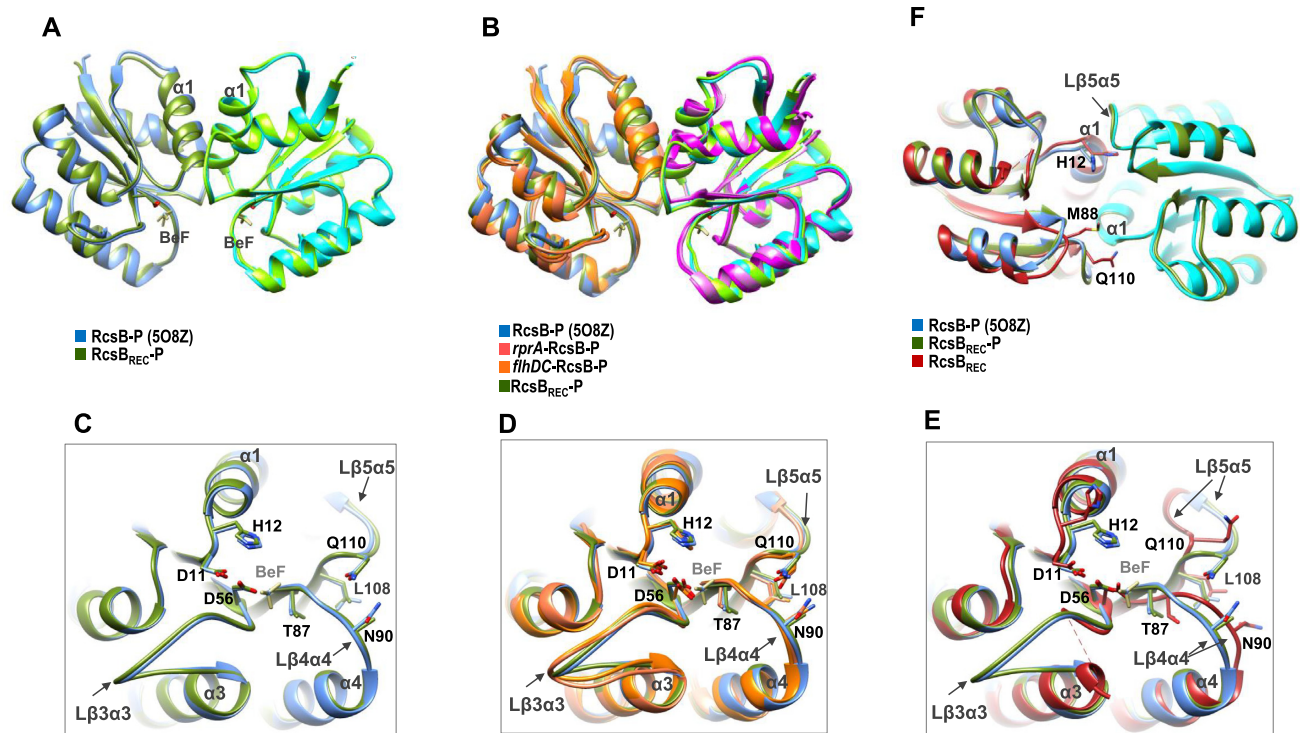 A
α1
α1
BeF
BeF
RcsB-P (5O8Z)
RcsBREC-P
B
RcsB-P (5O8Z)
rprA-RcsB-P
flhDC-RcsB-P
RcsBREC-P
F
Lβ5α5
α1
H12
M88
α1
Q110
RcsB-P (5O8Z)
RcsBREC-P
RcsBREC
C
α1
Lβ5α5
H12
Q110
D11
BeF
D56
L108
T87
N90
Lβ4α4
Lβ3α3
α3
α4
D
α1
Lβ5α5
H12
Q110
D11
BeF
D56
L108
T87
N90
Lβ4α4
α3
α4
Lβ3α3
E
α1
Lβ5α5
H12
Q110
D11
BeF
D56
L108
T87
N90
Lβ4α4
α3
α4
Lβ3α3